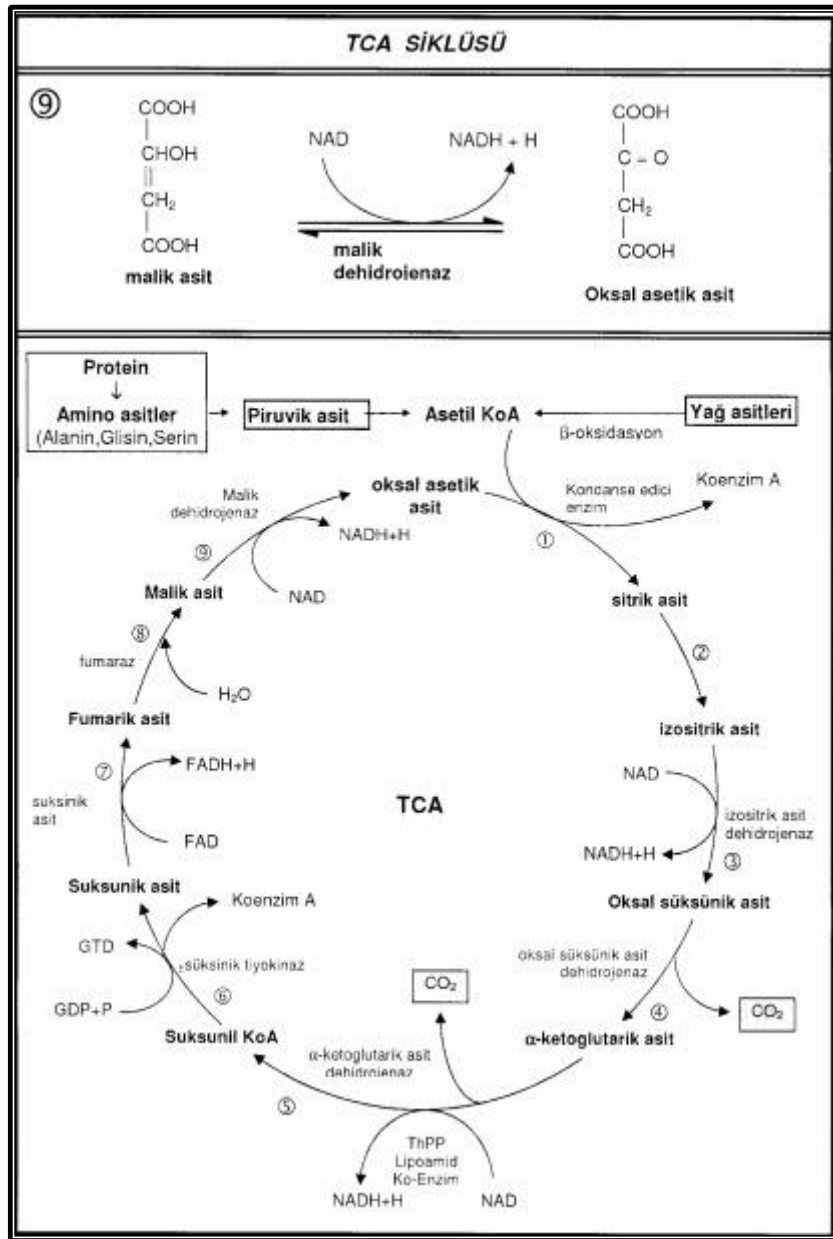 TCA SİKLÜSÜ
⑨
COOH
CHOH
CH₂
COOH
malik asit
NAD
NADH + H
malik
dehidroienaz
COOH
C = O
CH₂
COOH
Oksal asetik asit
Protein
↓
Amino asitler
(Alanin,Glisin,Serin
Piruvik asit
Asetil KoA
Yağ asitleri
β-oksidasyon
Malik
dehidrojenaz
oksal asetik
asit
Kondanse edici
enzim
Koenzim A
①
NADH+H
⑨
Malik asit
NAD
sitrik asit
⑧
②
fumaraz
H₂O
Fumarik asit
izositrik asit
⑦
FADH+H
NAD
suksinik
asit
TCA
izositrik asit
dehidrojenaz
FAD
NADH+H
③
Suksunik asit
Oksal süksünik asit
Koenzim A
GTD
±süksinik tiyokinaz
oksai süksünik asit
dehidrojenaz
CO₂
GDP+P
⑥
④
CO₂
Suksunil KoA
α-ketoglutarik asit
α-ketoglutarik asit
dehidroienaz
⑤
ThPP
Lipoamid
Ko-Enzim
NADH+H
NAD